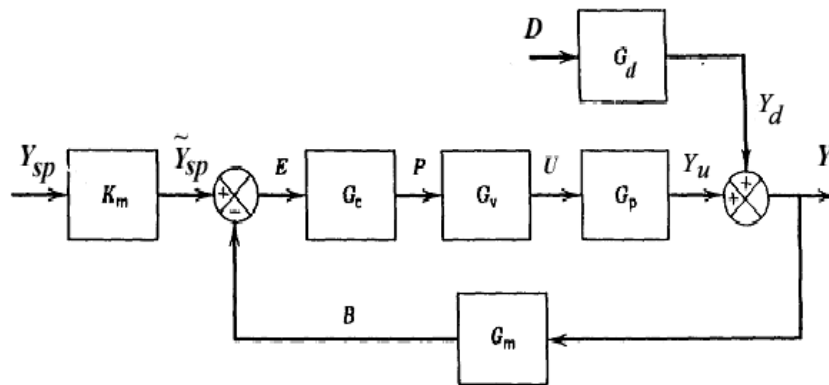 D
G_d
Y_d
Y_sp
K_m
Ỹ_sp
+
−
E
G_c
P
G_v
U
G_p
Y_u
+
+
Y
B
G_m